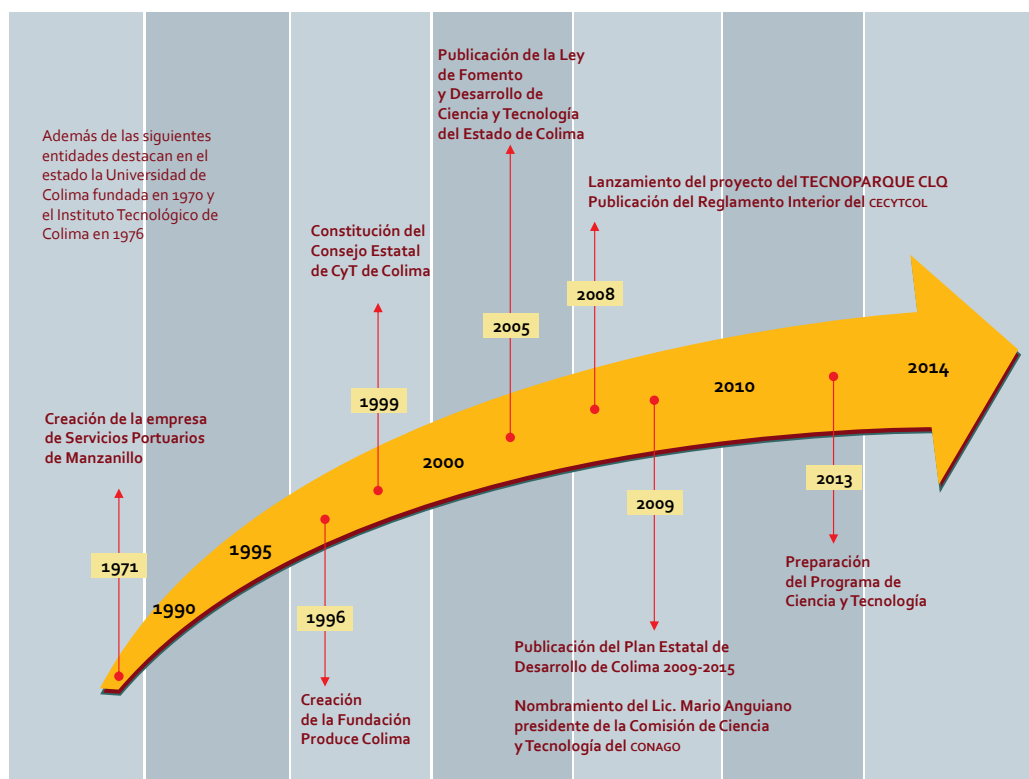 Además de las siguientes
entidades destacan en el
estado la Universidad de
Colima fundada en 1970 y
el Instituto Tecnológico de
Colima en 1976
Creación de la empresa
de Servicios Portuarios
de Manzanillo
1971
1990
1995
1996
Creación
de la Fundación
Produce Colima
Constitución del
Consejo Estatal
de CyT de Colima
1999
2000
Publicación de la Ley
de Fomento
y Desarrollo de
Ciencia y Tecnología
del Estado de Colima
2005
Lanzamiento del proyecto del TECNOPARQUE CLQ
Publicación del Reglamento Interior del CECYTCOL
2008
2009
Publicación del Plan Estatal de
Desarrollo de Colima 2009-2015
Nombramiento del Lic. Mario Anguiano
presidente de la Comisión de Ciencia
y Tecnología del CONAGO
2010
2013
Preparación
del Programa de
Ciencia y Tecnología
2014